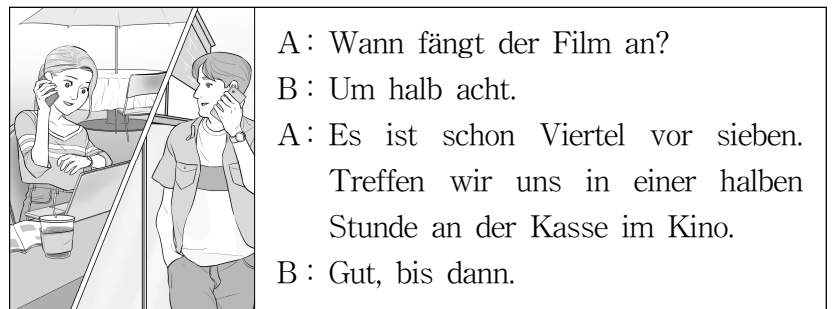 A : Wann fängt der Film an?
B : Um halb acht.
A : Es ist schon Viertel vor sieben.
Treffen wir uns in einer halben
Stunde an der Kasse im Kino.
B : Gut, bis dann.